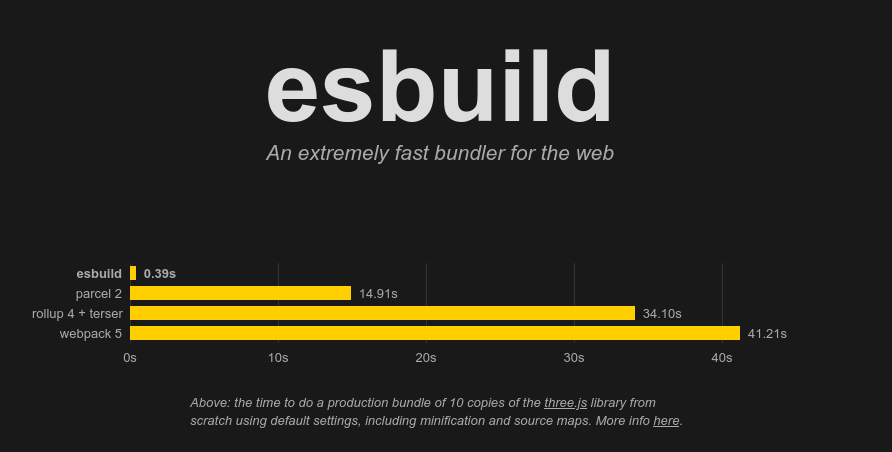 esbuild
An extremely fast bundler for the web
esbuild 0.39s
parcel 2 14.91s
rollup 4 + terser 34.10s
webpack 5 41.21s
0s 10s 20s 30s 40s
Above: the time to do a production bundle of 10 copies of the three.js library from
scratch using default settings, including minification and source maps. More info here.